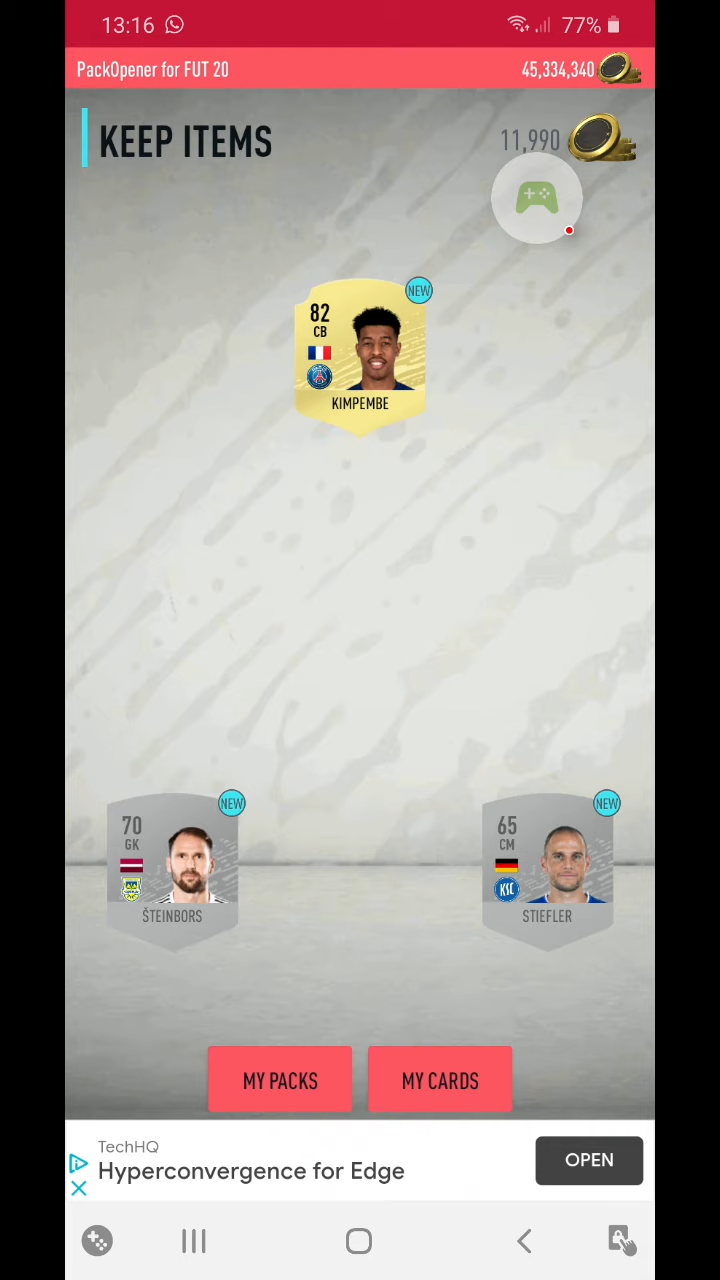 13:16 77%
PackOpener for FUT 20 45,334,340
KEEP ITEMS 11,990
NEW
82
CB
KIMPEMBE
NEW NEW
70 65
GK CM
KSC
ŠTEINBORS STIEFLER
MY PACKS MY CARDS
TechHQ
Hyperconvergence for Edge OPEN